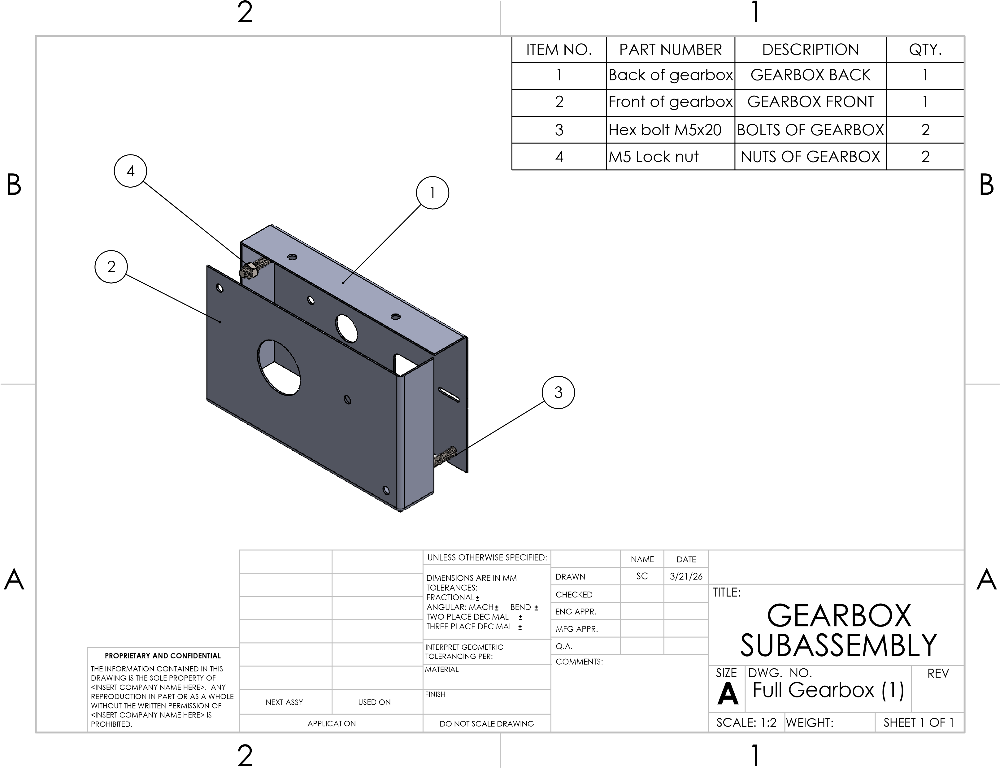 2 1
ITEM NO. PART NUMBER DESCRIPTION QTY.
1 Back of gearbox GEARBOX BACK 1
2 Front of gearbox GEARBOX FRONT 1
3 Hex bolt M5x20 BOLTS OF GEARBOX 2
4 M5 Lock nut NUTS OF GEARBOX 2
B B
4
1
2
3
A A
UNLESS OTHERWISE SPECIFIED:
DIMENSIONS ARE IN MM
TOLERANCES:
FRACTIONAL ±
ANGULAR: MACH ± BEND ±
TWO PLACE DECIMAL ±
THREE PLACE DECIMAL ±
INTERPRET GEOMETRIC
TOLERANCING PER:
MATERIAL
FINISH
DO NOT SCALE DRAWING
NAME DATE
DRAWN SC 3/21/26
CHECKED
ENG APPR.
MFG APPR.
Q.A.
COMMENTS:
TITLE:
GEARBOX
SUBASSEMBLY
SIZE DWG. NO. REV
A Full Gearbox (1)
SCALE: 1:2 WEIGHT: SHEET 1 OF 1
PROPRIETARY AND CONFIDENTIAL
THE INFORMATION CONTAINED IN THIS
DRAWING IS THE SOLE PROPERTY OF
<INSERT COMPANY NAME HERE>. ANY
REPRODUCTION IN PART OR AS A WHOLE
WITHOUT THE WRITTEN PERMISSION OF
<INSERT COMPANY NAME HERE> IS
PROHIBITED.
NEXT ASSY USED ON
APPLICATION
2 1